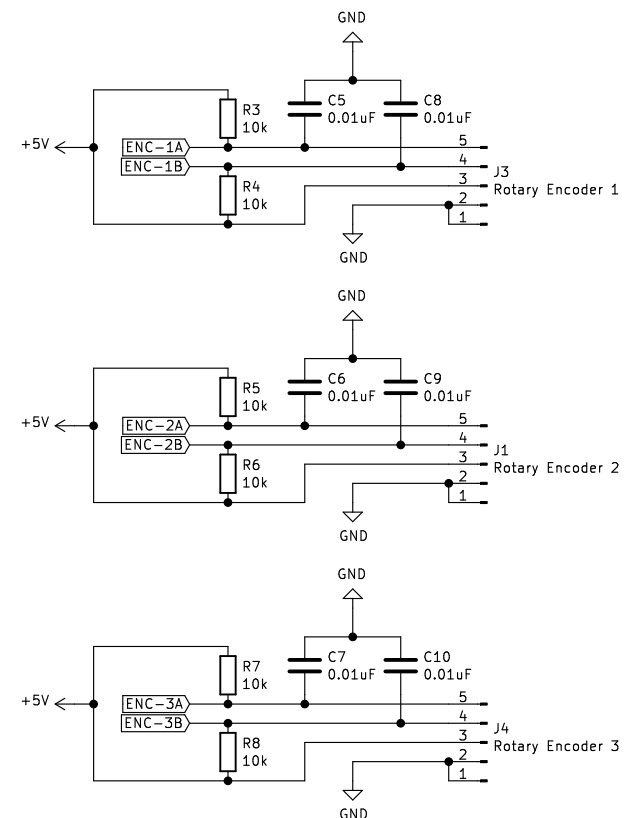 GND
R3
10k
C5
0.01uF
C8
0.01uF
+5V
ENC-1A
5
ENC-1B
4
R4
10k
3
J3
Rotary Encoder 1
2
1
GND
GND
R5
10k
C6
0.01uF
C9
0.01uF
+5V
ENC-2A
5
ENC-2B
4
R6
10k
3
J1
Rotary Encoder 2
2
1
GND
GND
R7
10k
C7
0.01uF
C10
0.01uF
+5V
ENC-3A
5
ENC-3B
4
R8
10k
3
J4
Rotary Encoder 3
2
1
GND